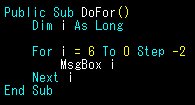 Public Sub DoFor()
    Dim i As Long

    For i = 6 To 0 Step -2
        MsgBox i
    Next i
End Sub